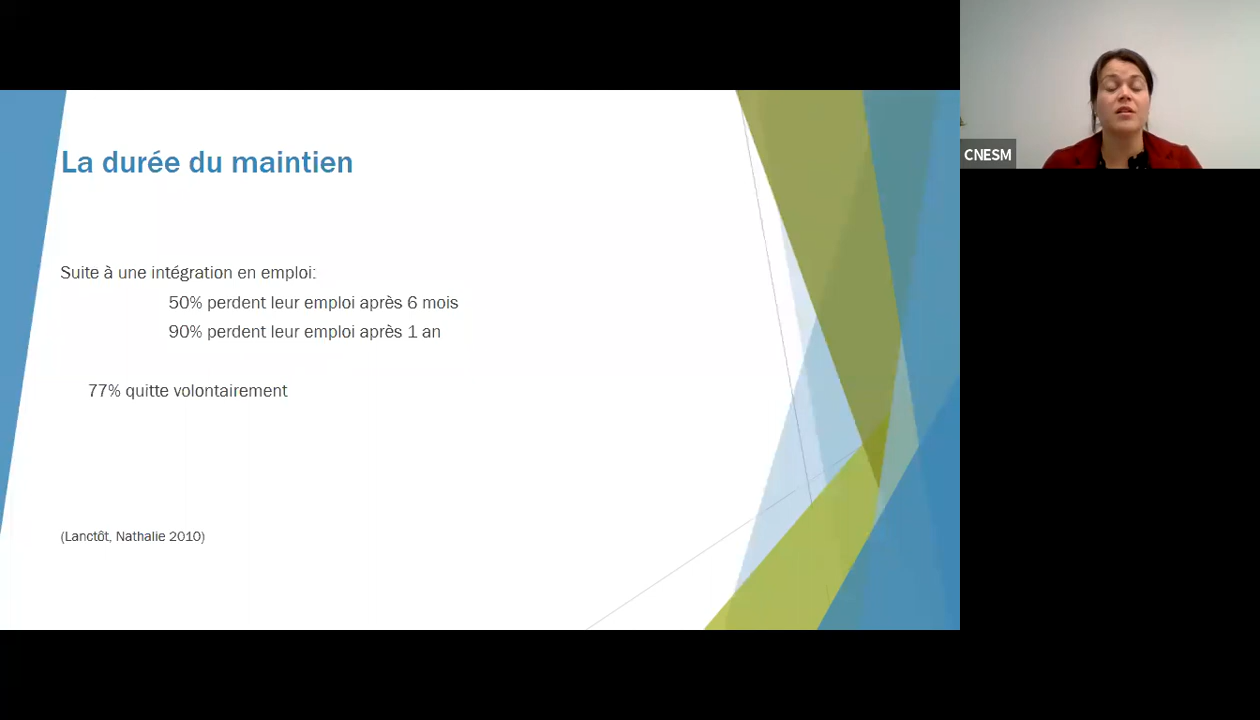 La durée du maintien
Suite à une intégration en emploi:
50% perdent leur emploi après 6 mois
90% perdent leur emploi après 1 an
77% quitte volontairement
(Lanctôt, Nathalie 2010)
CNESM